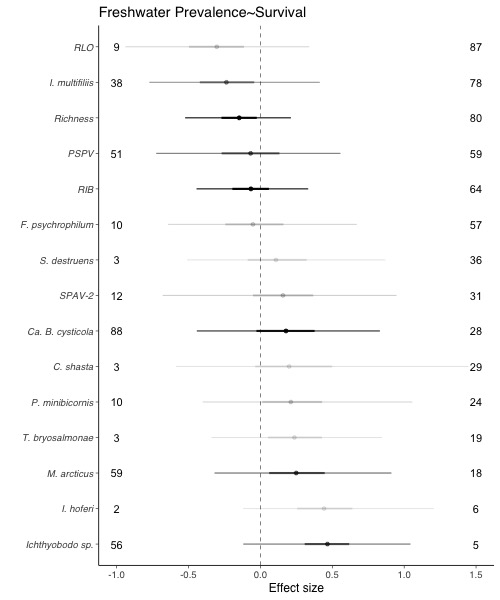 Freshwater Prevalence~Survival
RLO 9 87
I. multifiliis 38 78
Richness 80
PSPV 51 59
RIB 64
F. psychrophilum 10 57
S. destruens 3 36
SPAV-2 12 31
Ca. B. cysticola 88 28
C. shasta 3 29
P. minibicornis 10 24
T. bryosalmonae 3 19
M. arcticus 59 18
I. hoferi 2 6
Ichthyobodo sp. 56 5
-1.0 -0.5 0.0 0.5 1.0 1.5
Effect size